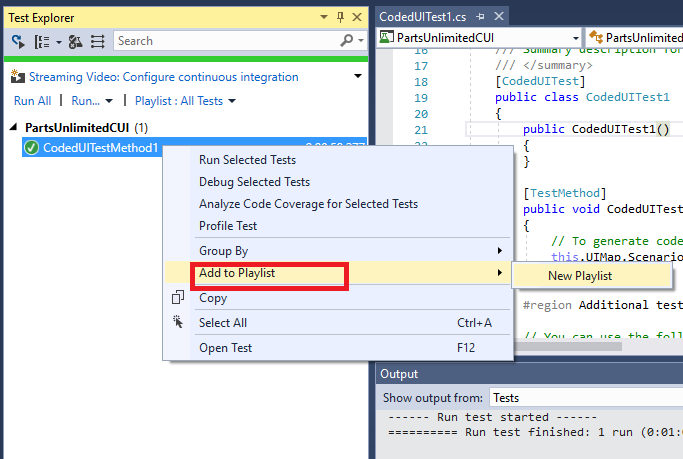 Test Explorer
Search
Streaming Video: Configure continuous integration
Run All | Run... | Playlist : All Tests
PartsUnlimitedCUI (1)
CodedUITestMethod1
Run Selected Tests
Debug Selected Tests
Analyze Code Coverage for Selected Tests
Profile Test
Group By
Add to Playlist
New Playlist
Copy
Select All Ctrl+A
Open Test F12
CodedUITest1.cs
PartsUnlimitedCUI PartsUnlimited
16 /// Summary description for
17 /// </summary>
18 [CodedUITest]
19 public class CodedUITest1
20 {
21 public CodedUITest1()
22 {
23 }
[TestMethod]
public void CodedUITes
{
// To generate code
this.UIMap.Scenario
#region Additional test
// You can use the foll
Output
Show output from: Tests
------ Run test started ------
========== Run test finished: 1 run (0:01: